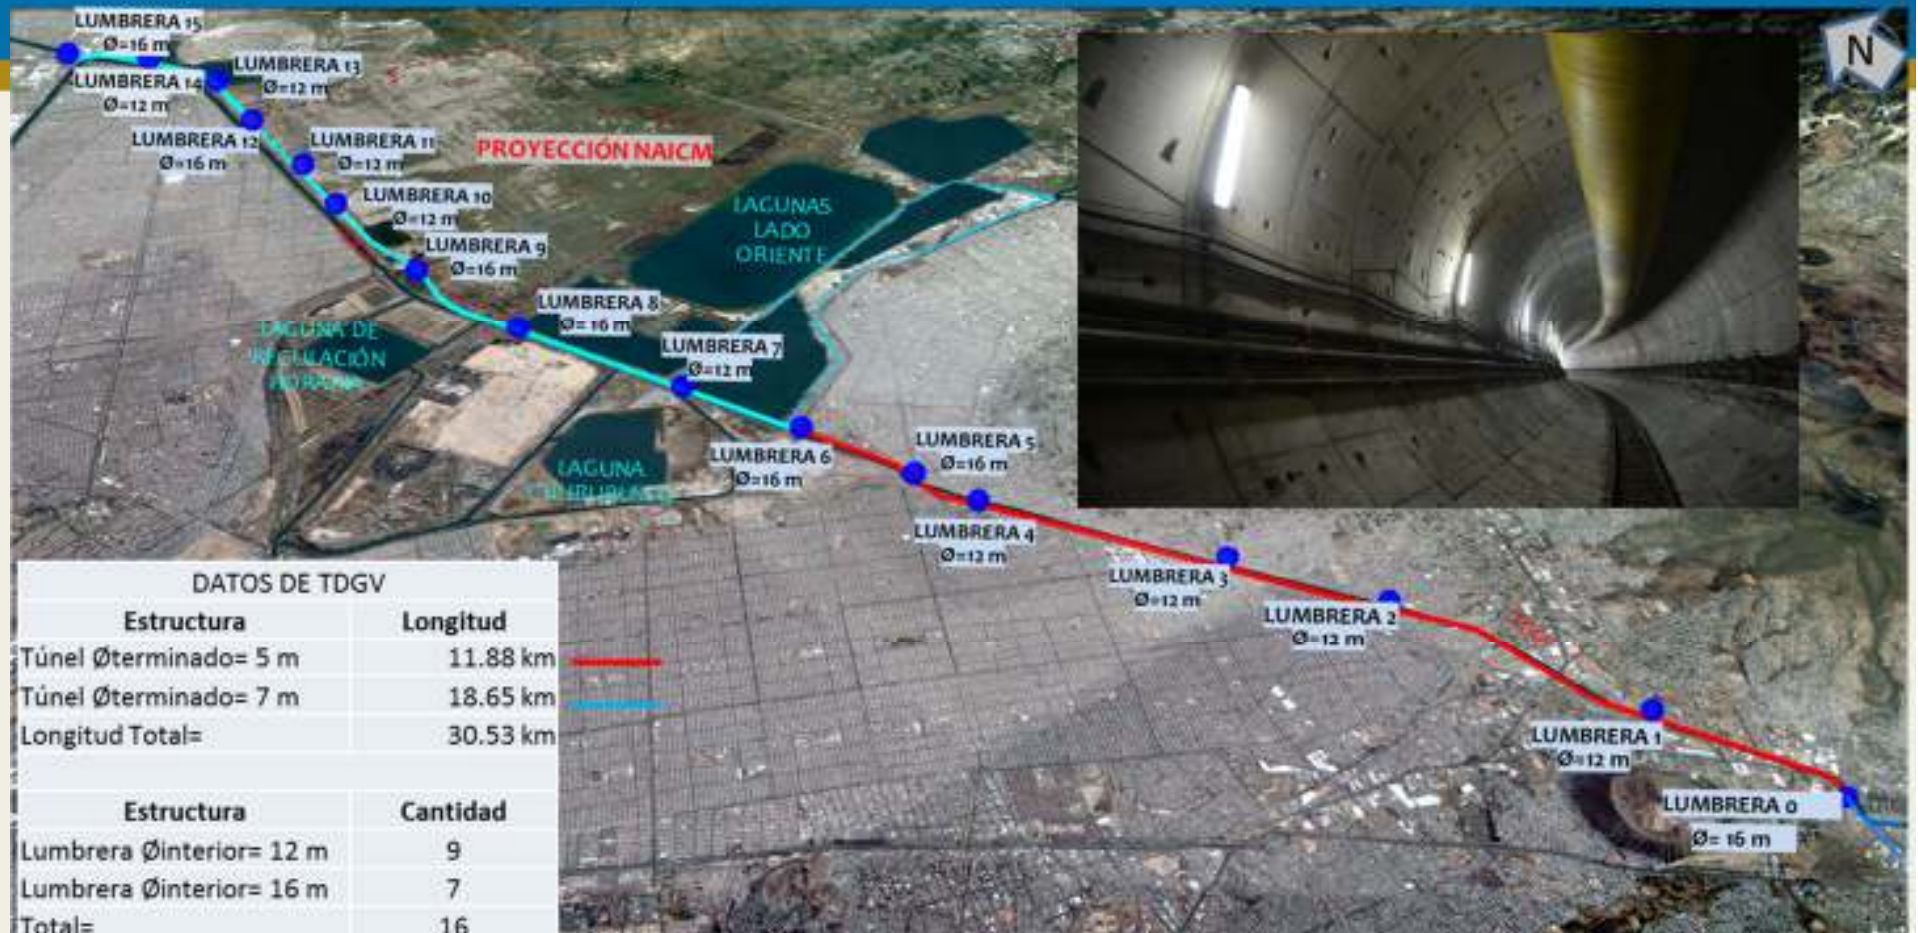 LUMBRERA 15
Ø=16 m
LUMBRERA 14
Ø=12 m
LUMBRERA 13
Ø=12 m
LUMBRERA 12
Ø=16 m
LUMBRERA 11
Ø=12 m
LUMBRERA 10
Ø=12 m
LUMBRERA 9
Ø=16 m
PROYECCIÓN NAICM
LAGUNAS
LADO
ORIENTE
N
LUMBRERA 8
Ø= 16 m
LAGUNA DE
REGULACIÓN
LUMBRERA 7
Ø=12 m
LUMBRERA 6
Ø=16 m
LAGUNA
LUMBRERA 5
Ø=16 m
LUMBRERA 4
Ø=12 m
LUMBRERA 3
Ø=12 m
LUMBRERA 2
Ø=12 m
LUMBRERA 1
Ø=12 m
LUMBRERA 0
Ø= 16 m
DATOS DE TDGV
Estructura Longitud
Túnel Øterminado= 5 m 11.88 km
Túnel Øterminado= 7 m 18.65 km
Longitud Total= 30.53 km
Estructura Cantidad
Lumbrera Øinterior= 12 m 9
Lumbrera Øinterior= 16 m 7
Total= 16